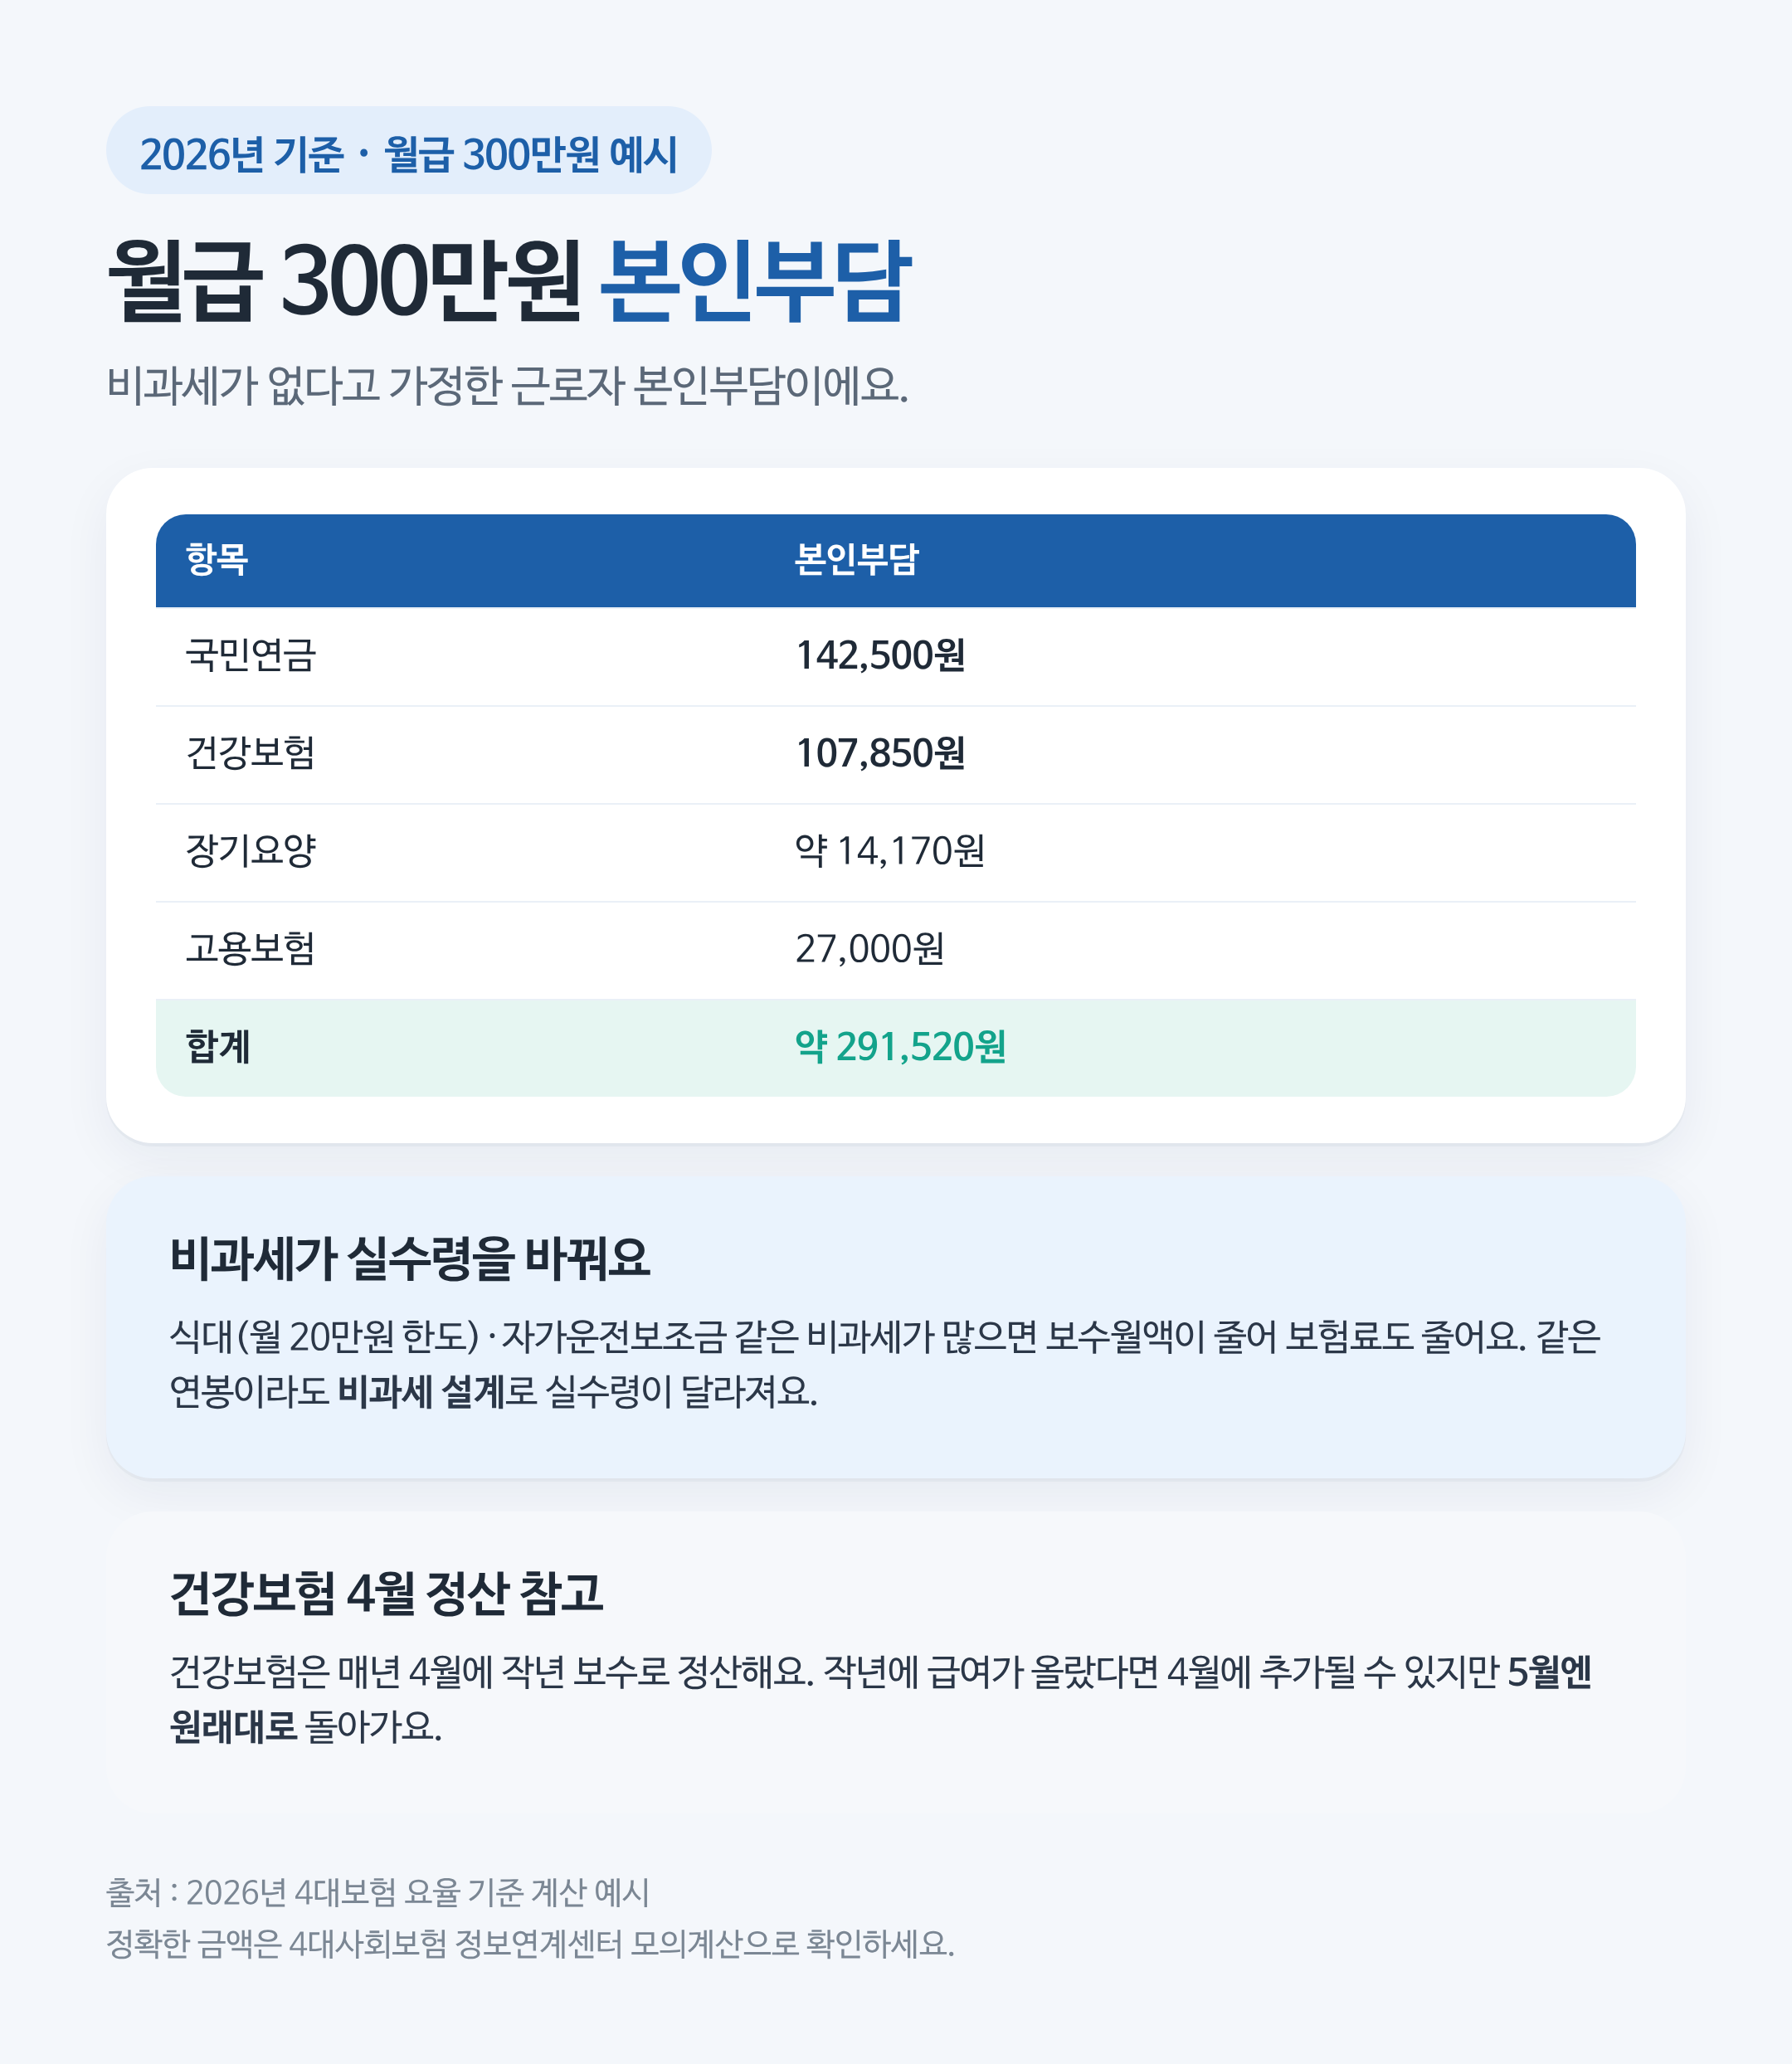 2026년 기준 · 월급 300만원 예시
월급 300만원 본인부담
비과세가 없다고 가정한 근로자 본인부담이에요.
항목 본인부담
국민연금 142,500원
건강보험 107,850원
장기요양 약 14,170원
고용보험 27,000원
합계 약 291,520원
비과세가 실수령을 바꿔요
식대(월 20만원 한도)·자가운전보조금 같은 비과세가 많으면 보수월액이 줄어 보험료도 줄어요. 같은
연봉이라도 비과세 설계로 실수령이 달라져요.
건강보험 4월 정산 참고
건강보험은 매년 4월에 작년 보수로 정산해요. 작년에 급여가 올랐다면 4월에 추가될 수 있지만 5월엔
원래대로 돌아가요.
출처 : 2026년 4대보험 요율 기준 계산 예시
정확한 금액은 4대사회보험 정보연계센터 모의계산으로 확인하세요.